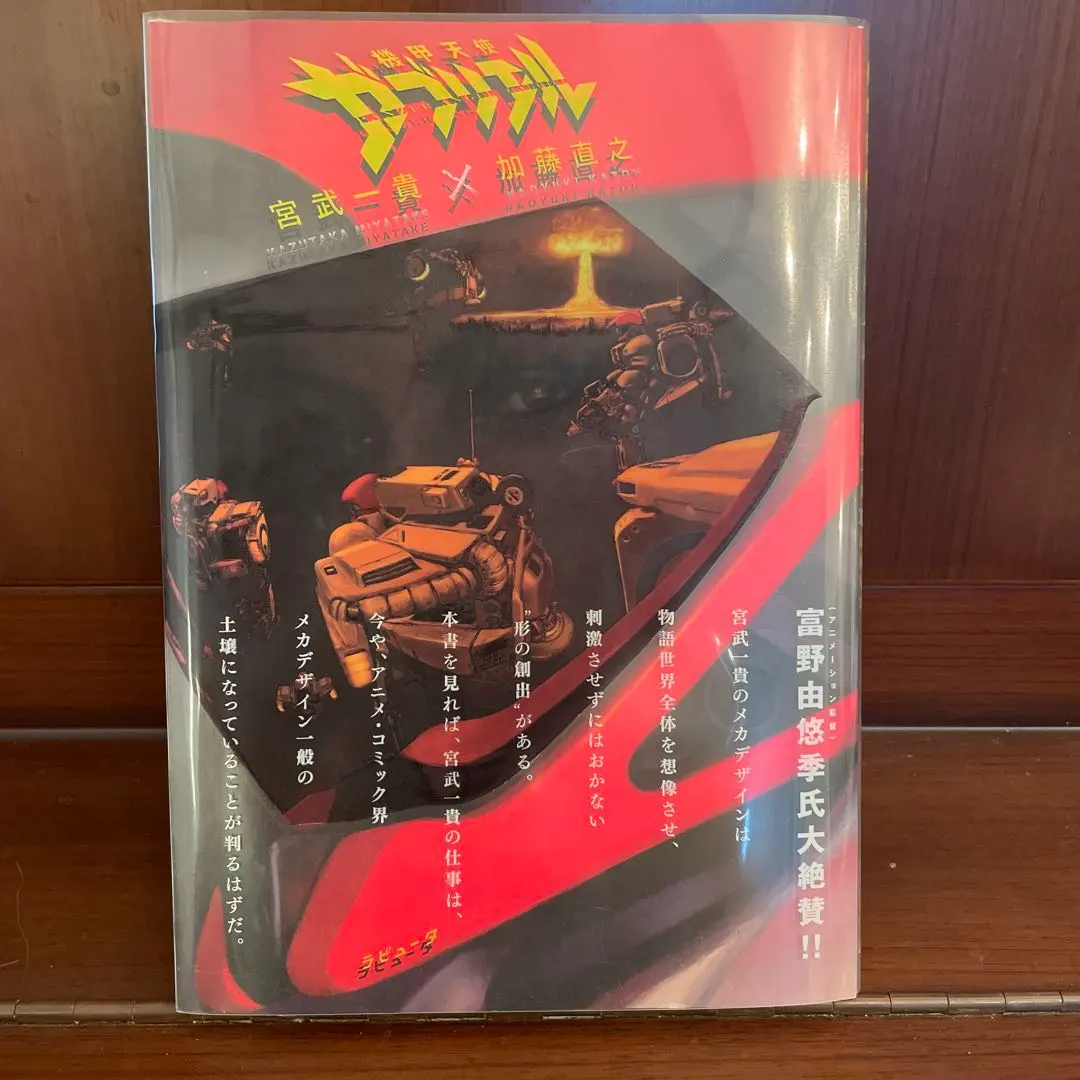 機甲天使
ガブリエル
宮武一貴×加藤直之
KAZUTAKA MIYATAKE
NAOYUKI KATOH
(アニメーション監督)
富野由悠季氏大絶賛!!
宮武一貴のメカデザインは
物語世界全体を想像させ、
刺激させずにはおかない
"形の創出"がある。
本書を見れば、宮武一貴の仕事は、
今や、アニメ・コミック界
メカデザイン一般の
土壌になっていることが判るはずだ。
ラピュータ